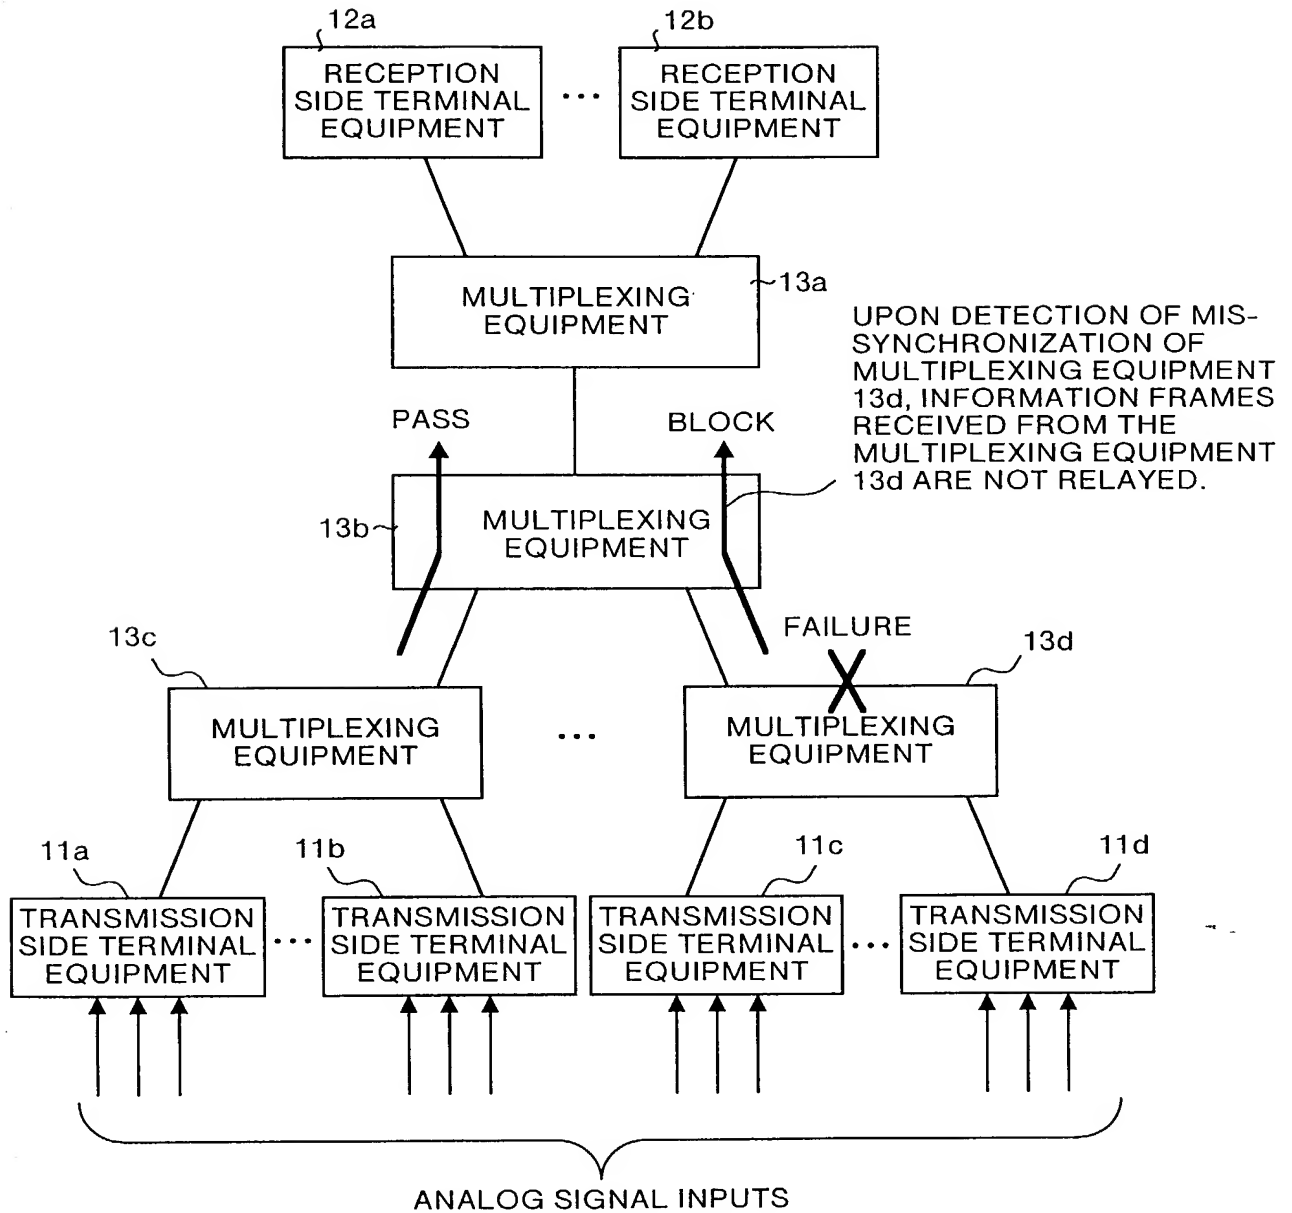 12a
12b
RECEPTION
SIDE TERMINAL
EQUIPMENT
...
RECEPTION
SIDE TERMINAL
EQUIPMENT
MULTIPLEXING
EQUIPMENT
13a
UPON DETECTION OF MIS-
SYNCHRONIZATION OF
MULTIPLEXING EQUIPMENT
13d, INFORMATION FRAMES
RECEIVED FROM THE
MULTIPLEXING EQUIPMENT
13d ARE NOT RELAYED.
PASS
BLOCK
13b
MULTIPLEXING
EQUIPMENT
FAILURE
13c
13d
MULTIPLEXING
EQUIPMENT
...
MULTIPLEXING
EQUIPMENT
11a
11b
11c
11d
TRANSMISSION
SIDE TERMINAL
EQUIPMENT
...
TRANSMISSION
SIDE TERMINAL
EQUIPMENT
TRANSMISSION
SIDE TERMINAL
EQUIPMENT
...
TRANSMISSION
SIDE TERMINAL
EQUIPMENT
ANALOG SIGNAL INPUTS